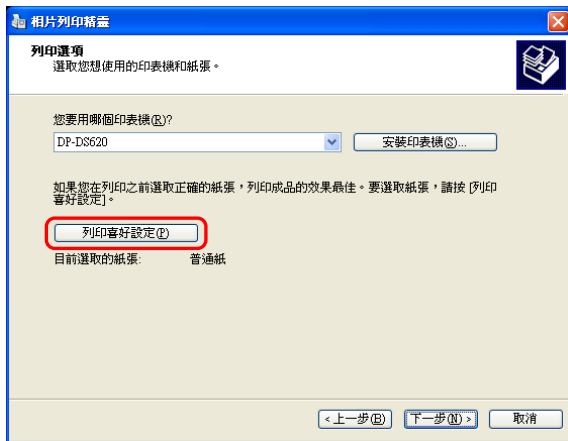 相片列印精靈
列印選項
選取您想使用的印表機和紙張。
您要用哪個印表機(R)?
DP-DS620
安裝印表機(S)...
如果您在列印之前選取正確的紙張，列印成品的效果最佳。要選取紙張，請按 [列印
喜好設定]。
列印喜好設定(P)
目前選取的紙張: 普通紙
<上一步(B) 下一步(N)> 取消